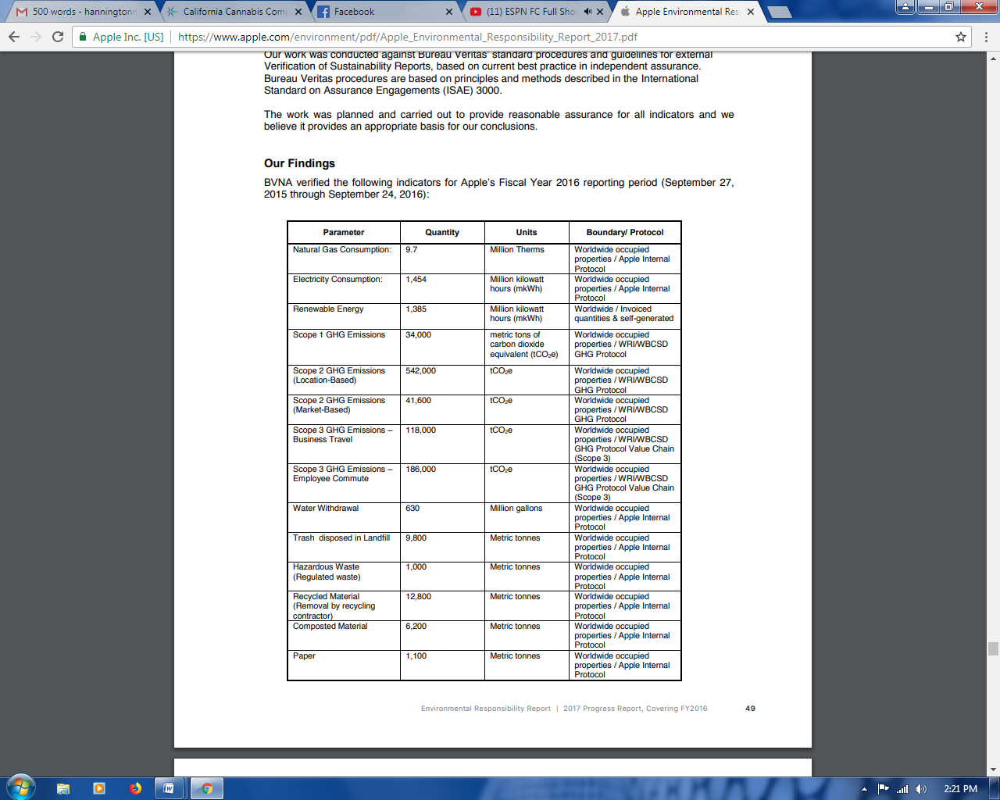 500 words - hanningtonn
California Cannabis Comp
Facebook
(11) ESPN FC Full Sho
Apple Environmental Res
Apple Inc. [US] https://www.apple.com/environment/pdf/Apple_Environmental_Responsibility_Report_2017.pdf
Our work was conducted against Bureau Veritas' standard procedures and guidelines for external
Verification of Sustainability Reports, based on current best practice in independent assurance.
Bureau Veritas procedures are based on principles and methods described in the International
Standard on Assurance Engagements (ISAE) 3000.
The work was planned and carried out to provide reasonable assurance for all indicators and we
believe it provides an appropriate basis for our conclusions.
Our Findings
BVNA verified the following indicators for Apple's Fiscal Year 2016 reporting period (September 27,
2015 through September 24, 2016):
Parameter Quantity Units Boundary/ Protocol
Natural Gas Consumption: 9.7 Million Therms Worldwide occupied
properties / Apple Internal
Protocol
Electricity Consumption: 1,454 Million kilowatt Worldwide occupied
hours (mkWh) properties / Apple Internal
Protocol
Renewable Energy 1,385 Million kilowatt Worldwide / Invoiced
hours (mkWh) quantities & self-generated
Scope 1 GHG Emissions 34,000 metric tons of Worldwide occupied
carbon dioxide properties / WRI/WBCSD
equivalent (tCO₂e) GHG Protocol
Scope 2 GHG Emissions 542,000 tCO₂e Worldwide occupied
(Location-Based) properties / WRI/WBCSD
GHG Protocol
Scope 2 GHG Emissions 41,600 tCO₂e Worldwide occupied
(Market-Based) properties / WRI/WBCSD
GHG Protocol
Scope 3 GHG Emissions – 118,000 tCO₂e Worldwide occupied
Business Travel properties / WRI/WBCSD
GHG Protocol Value Chain
(Scope 3)
Scope 3 GHG Emissions – 186,000 tCO₂e Worldwide occupied
Employee Commute properties / WRI/WBCSD
GHG Protocol Value Chain
(Scope 3)
Water Withdrawal 630 Million gallons Worldwide occupied
properties / Apple Internal
Protocol
Trash disposed in Landfill 9,800 Metric tonnes Worldwide occupied
properties / Apple Internal
Protocol
Hazardous Waste 1,000 Metric tonnes Worldwide occupied
(Regulated waste) properties / Apple Internal
Protocol
Recycled Material 12,800 Metric tonnes Worldwide occupied
(Removal by recycling properties / Apple Internal
contractor) Protocol
Composted Material 6,200 Metric tonnes Worldwide occupied
properties / Apple Internal
Protocol
Paper 1,100 Metric tonnes Worldwide occupied
properties / Apple Internal
Protocol
Environmental Responsibility Report | 2017 Progress Report, Covering FY2016 49
2:21 PM